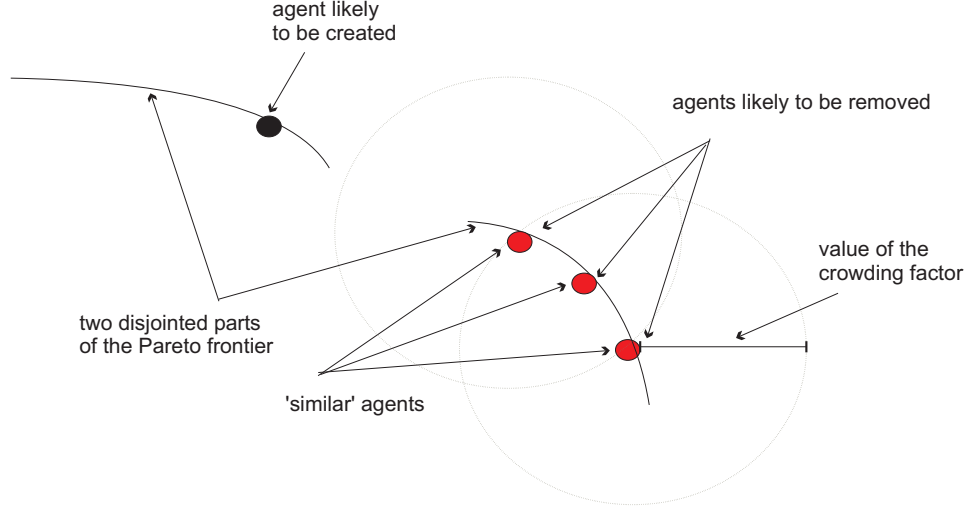 agent likely
to be created
agents likely to be removed
value of the
crowding factor
two disjointed parts
of the Pareto frontier
'similar' agents